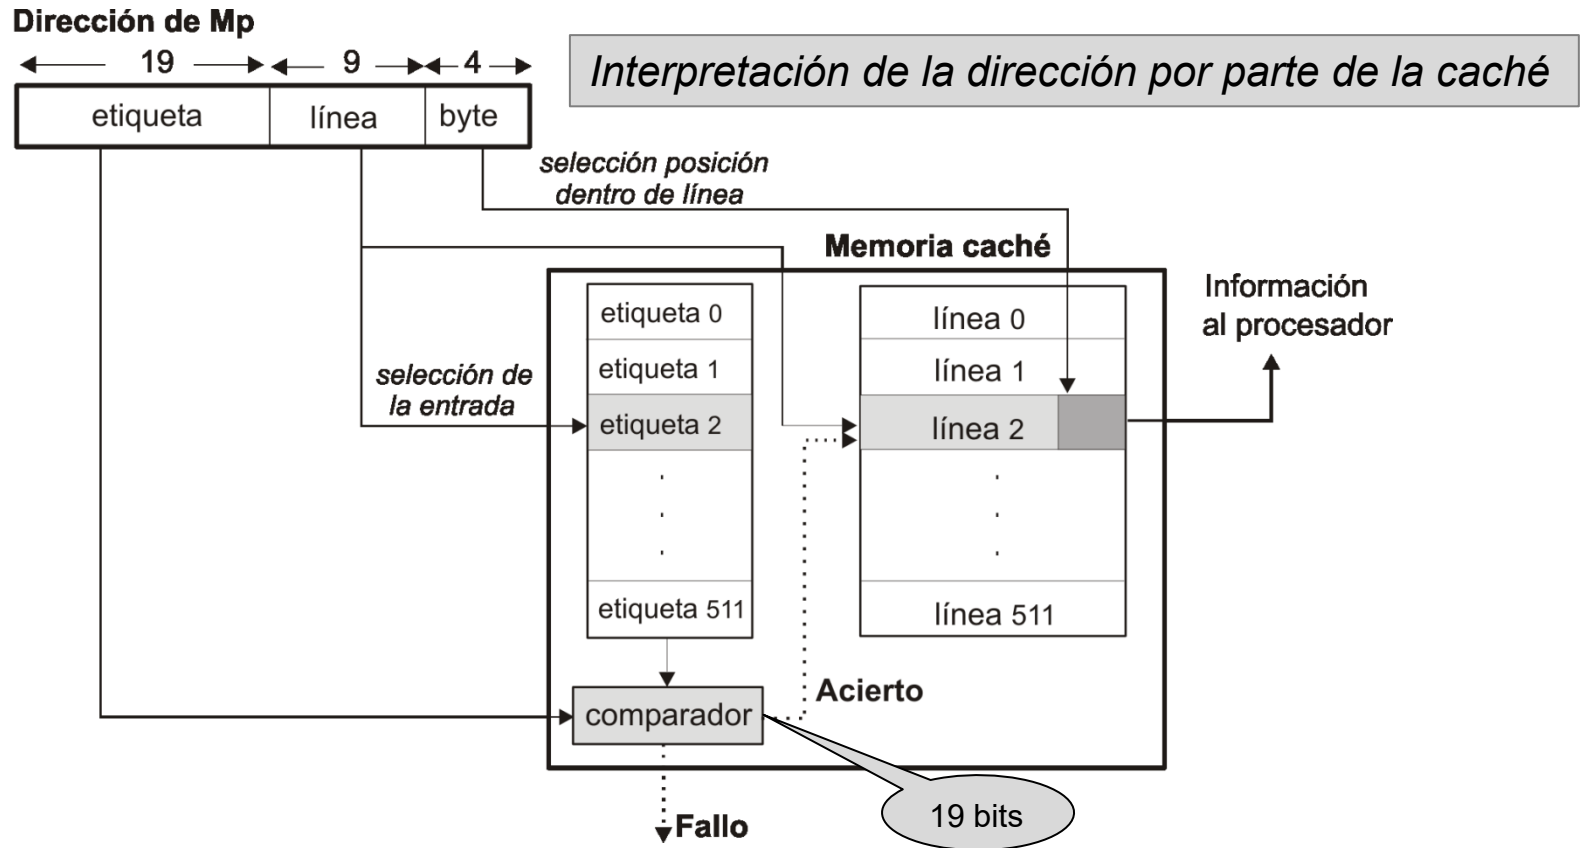 Dirección de Mp
19
9
4
Interpretación de la dirección por parte de la caché
etiqueta
línea
byte
selección posición
dentro de línea
Memoria caché
Información
al procesador
etiqueta 0
línea 0
etiqueta 1
línea 1
selección de
la entrada
etiqueta 2
línea 2
.
.
.
.
.
.
etiqueta 511
línea 511
comparador
Acierto
19 bits
Fallo